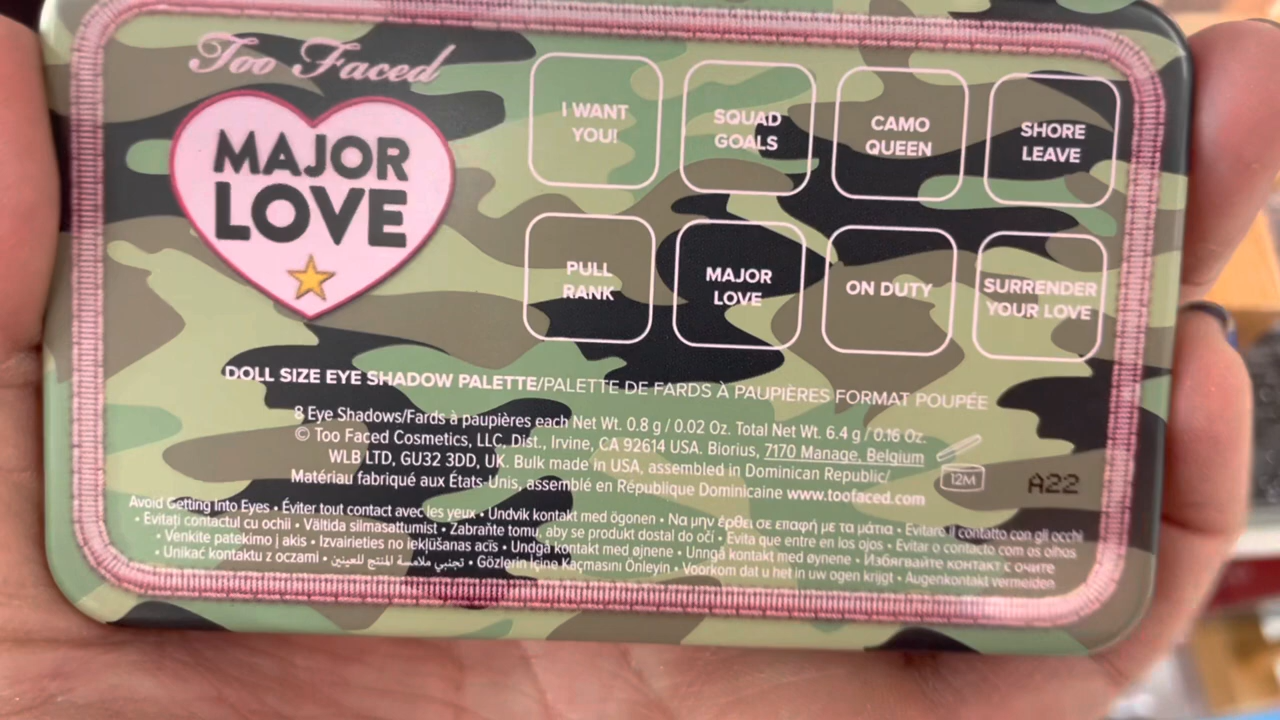 Too Faced
MAJOR
LOVE
I WANT
YOU!
SQUAD
GOALS
CAMO
QUEEN
SHORE
LEAVE
PULL
RANK
MAJOR
LOVE
ON DUTY
SURRENDER
YOUR LOVE
DOLL SIZE EYE SHADOW PALETTE/PALETTE DE FARDS À PAUPIÈRES FORMAT POUPÉE
8 Eye Shadows/Fards à paupières each Net Wt. 0.8 g / 0.02 Oz. Total Net Wt. 6.4 g / 0.16 Oz.
© Too Faced Cosmetics, LLC, Dist., Irvine, CA 92614 USA. Biorius, 7170 Manage, Belgium
WLB LTD, GU32 3DD, UK. Bulk made in USA, assembled in Dominican Republic/
Matériau fabriqué aux États-Unis, assemblé en République Dominicaine www.toofaced.com
12M
A22
Avoid Getting Into Eyes • Éviter tout contact avec les yeux • Undvik kontakt med ögonen • Να μην έρθει σε επαφή με τα μάτια • Evitare il contatto con gli occhi
• Evitați contactul cu ochii • Vältida silmasattumist • Zabraňte tomu, aby se produkt dostal do očí • Evita que entre en los ojos • Evitar o contacto com os olhos
• Venkite patekimo į akis • Izvairieties no iekļūšanas acīs • Undgå kontakt med øjnene • Unngå kontakt med øynene • Избягвайте контакт с очите
• Unikać kontaktu z oczami • تجنبي ملامسة المنتج للعينين • Gözlerin İçine Kaçmasını Önleyin • Voorkom dat u het in uw ogen krijgt • Augenkontakt vermeiden